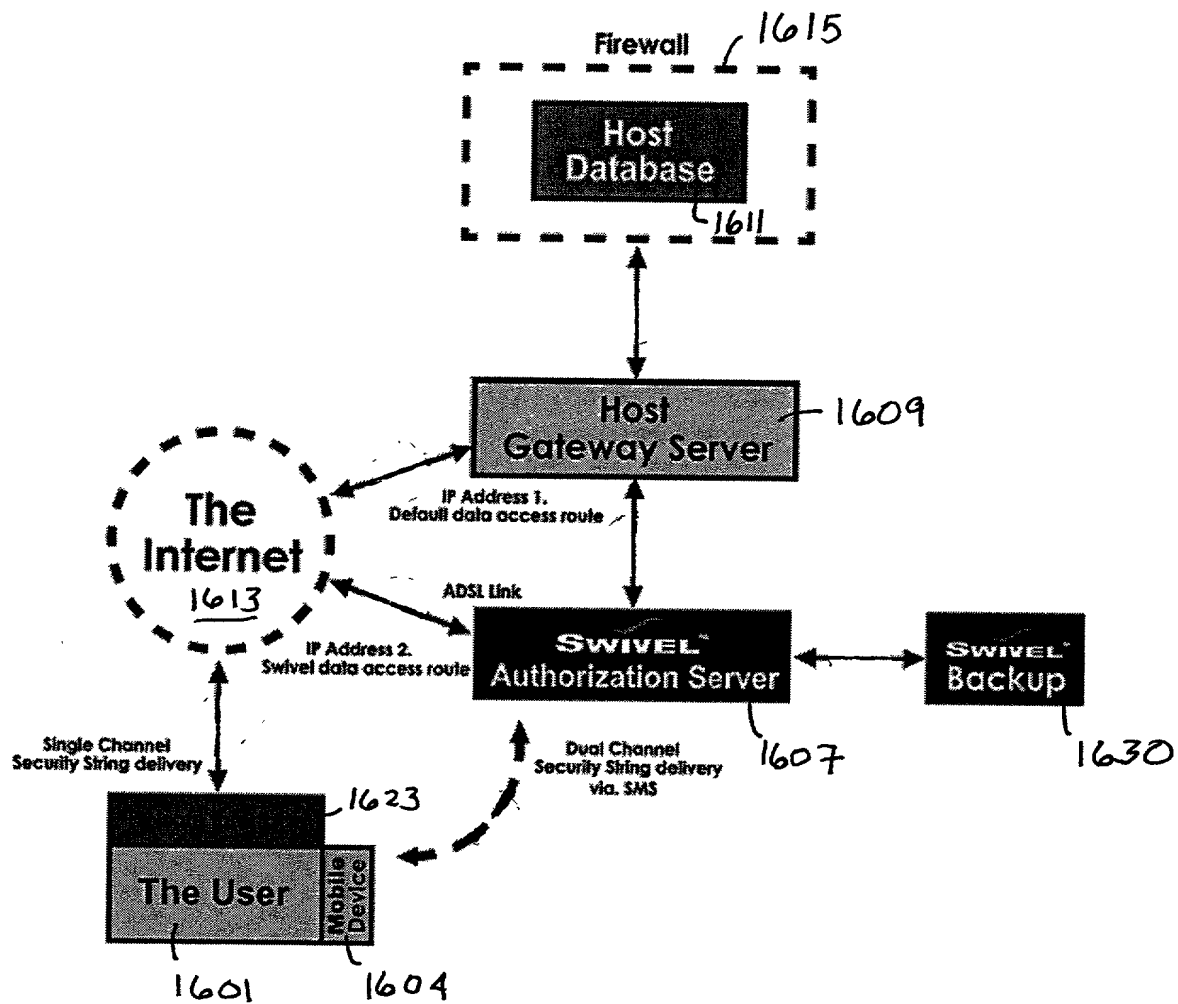 Firewall
1615
Host
Database
1611
Host
Gateway Server
1609
The
Internet
1613
IP Address 1.
Default data access route
ADSL Link
IP Address 2.
Swivel data access route
SWIVEL™
Authorization Server
1607
SWIVEL™
Backup
1630
Single Channel
Security String delivery
Dual Channel
Security String delivery
via. SMS
1623
The User
1601
Mobile
Device
1604